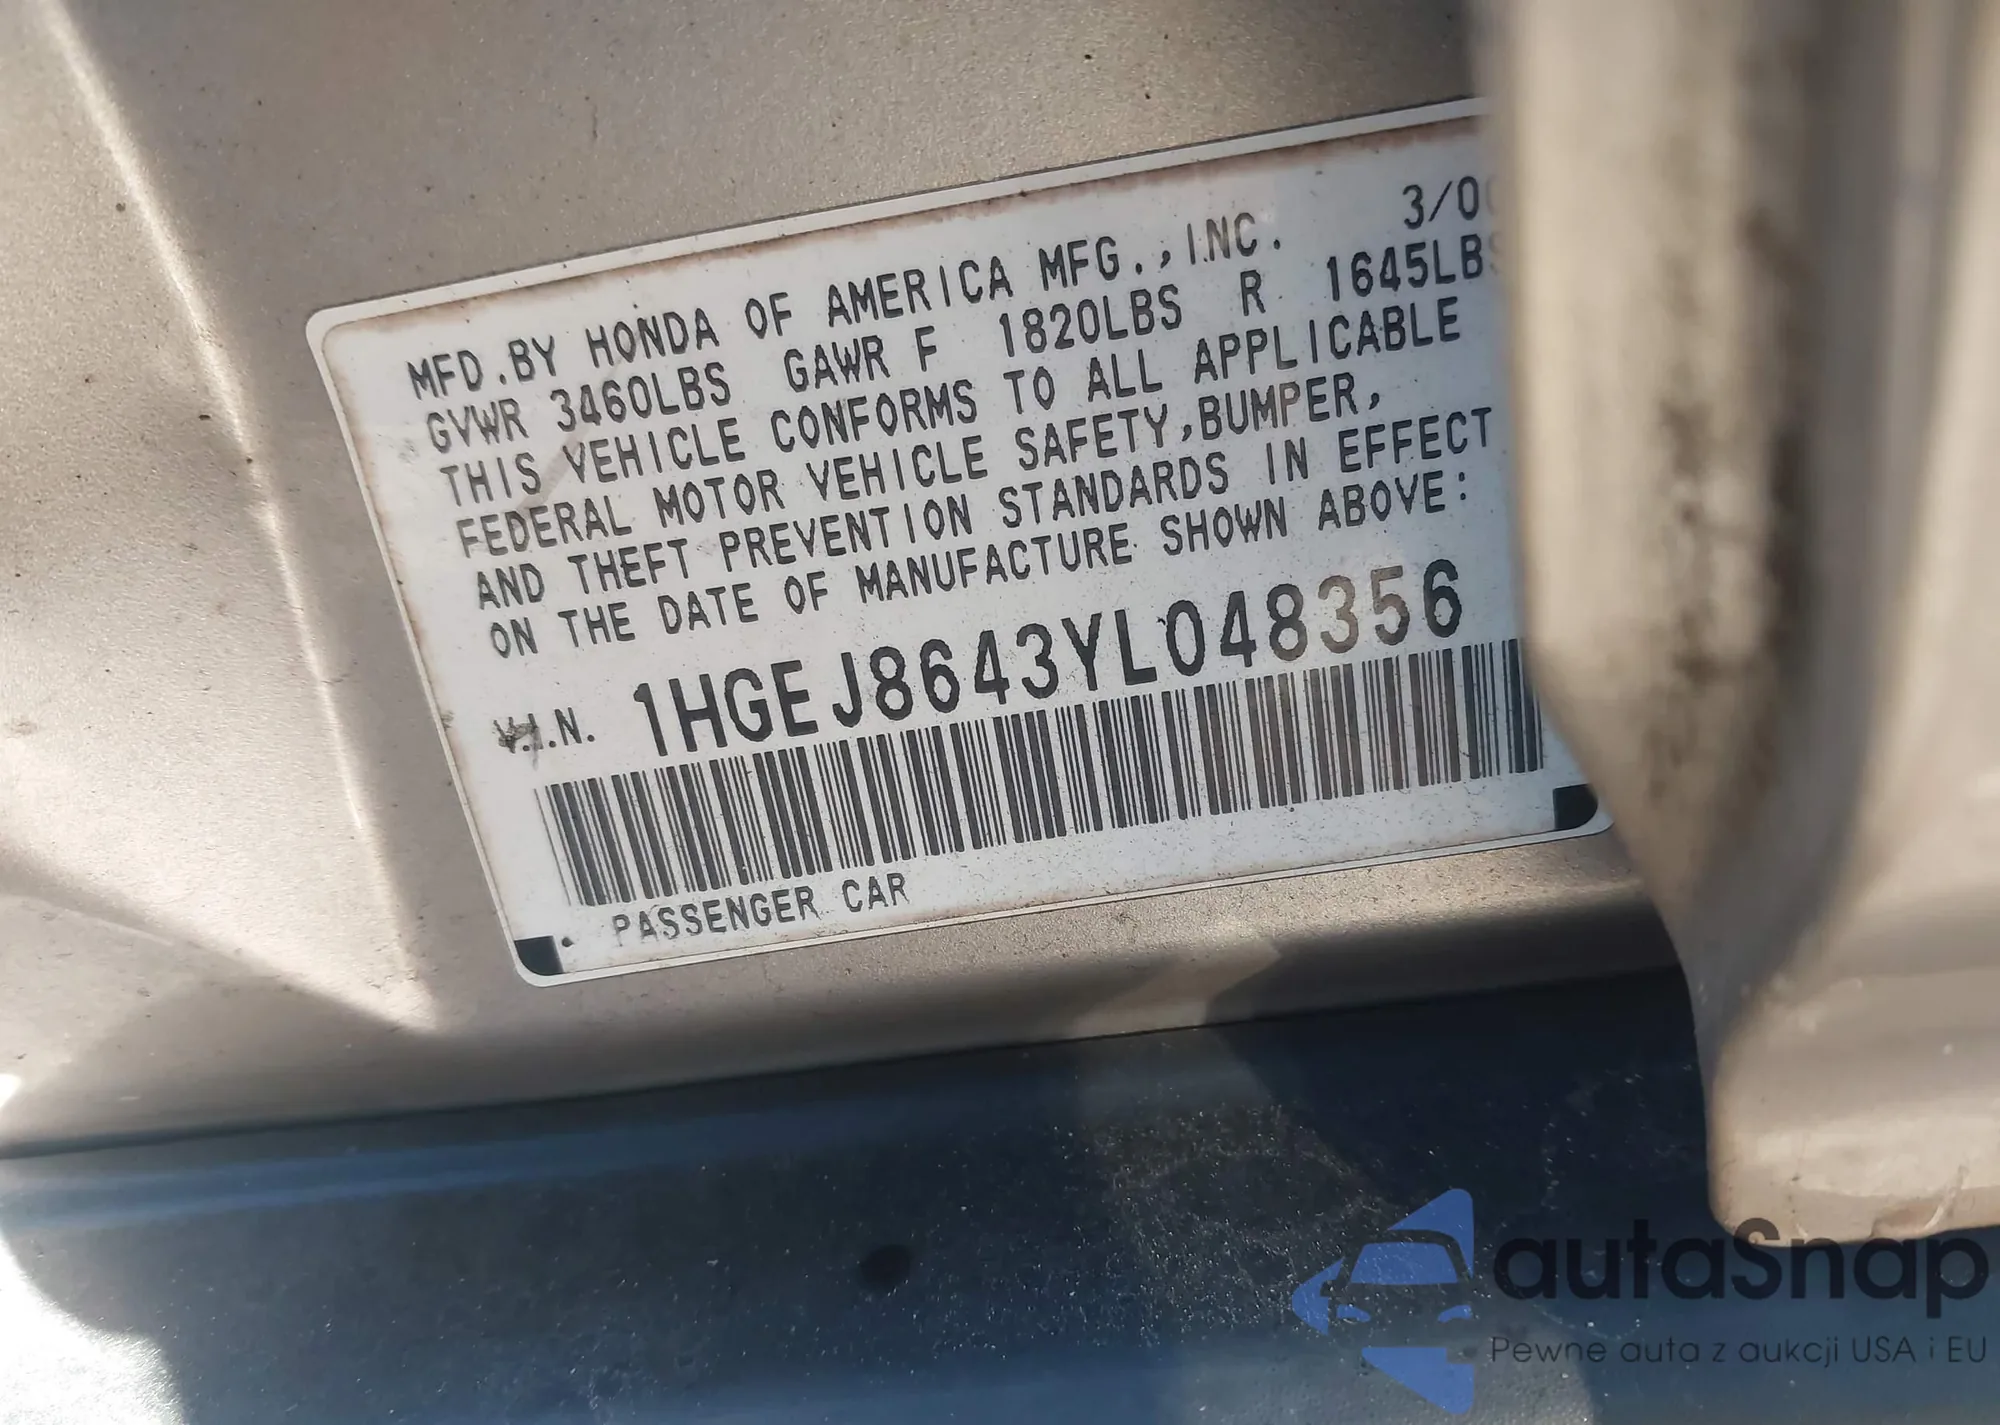 MFD.BY HONDA OF AMERICA MFG.,INC. 3/0
GVWR 3460LBS GAWR F 1820LBS R 1645LBS
THIS VEHICLE CONFORMS TO ALL APPLICABLE
FEDERAL MOTOR VEHICLE SAFETY,BUMPER,
AND THEFT PREVENTION STANDARDS IN EFFECT
ON THE DATE OF MANUFACTURE SHOWN ABOVE:
V.I.N. 1HGEJ8643YL048356
PASSENGER CAR
autaSnap
Pewne auta z aukcji USA i EU